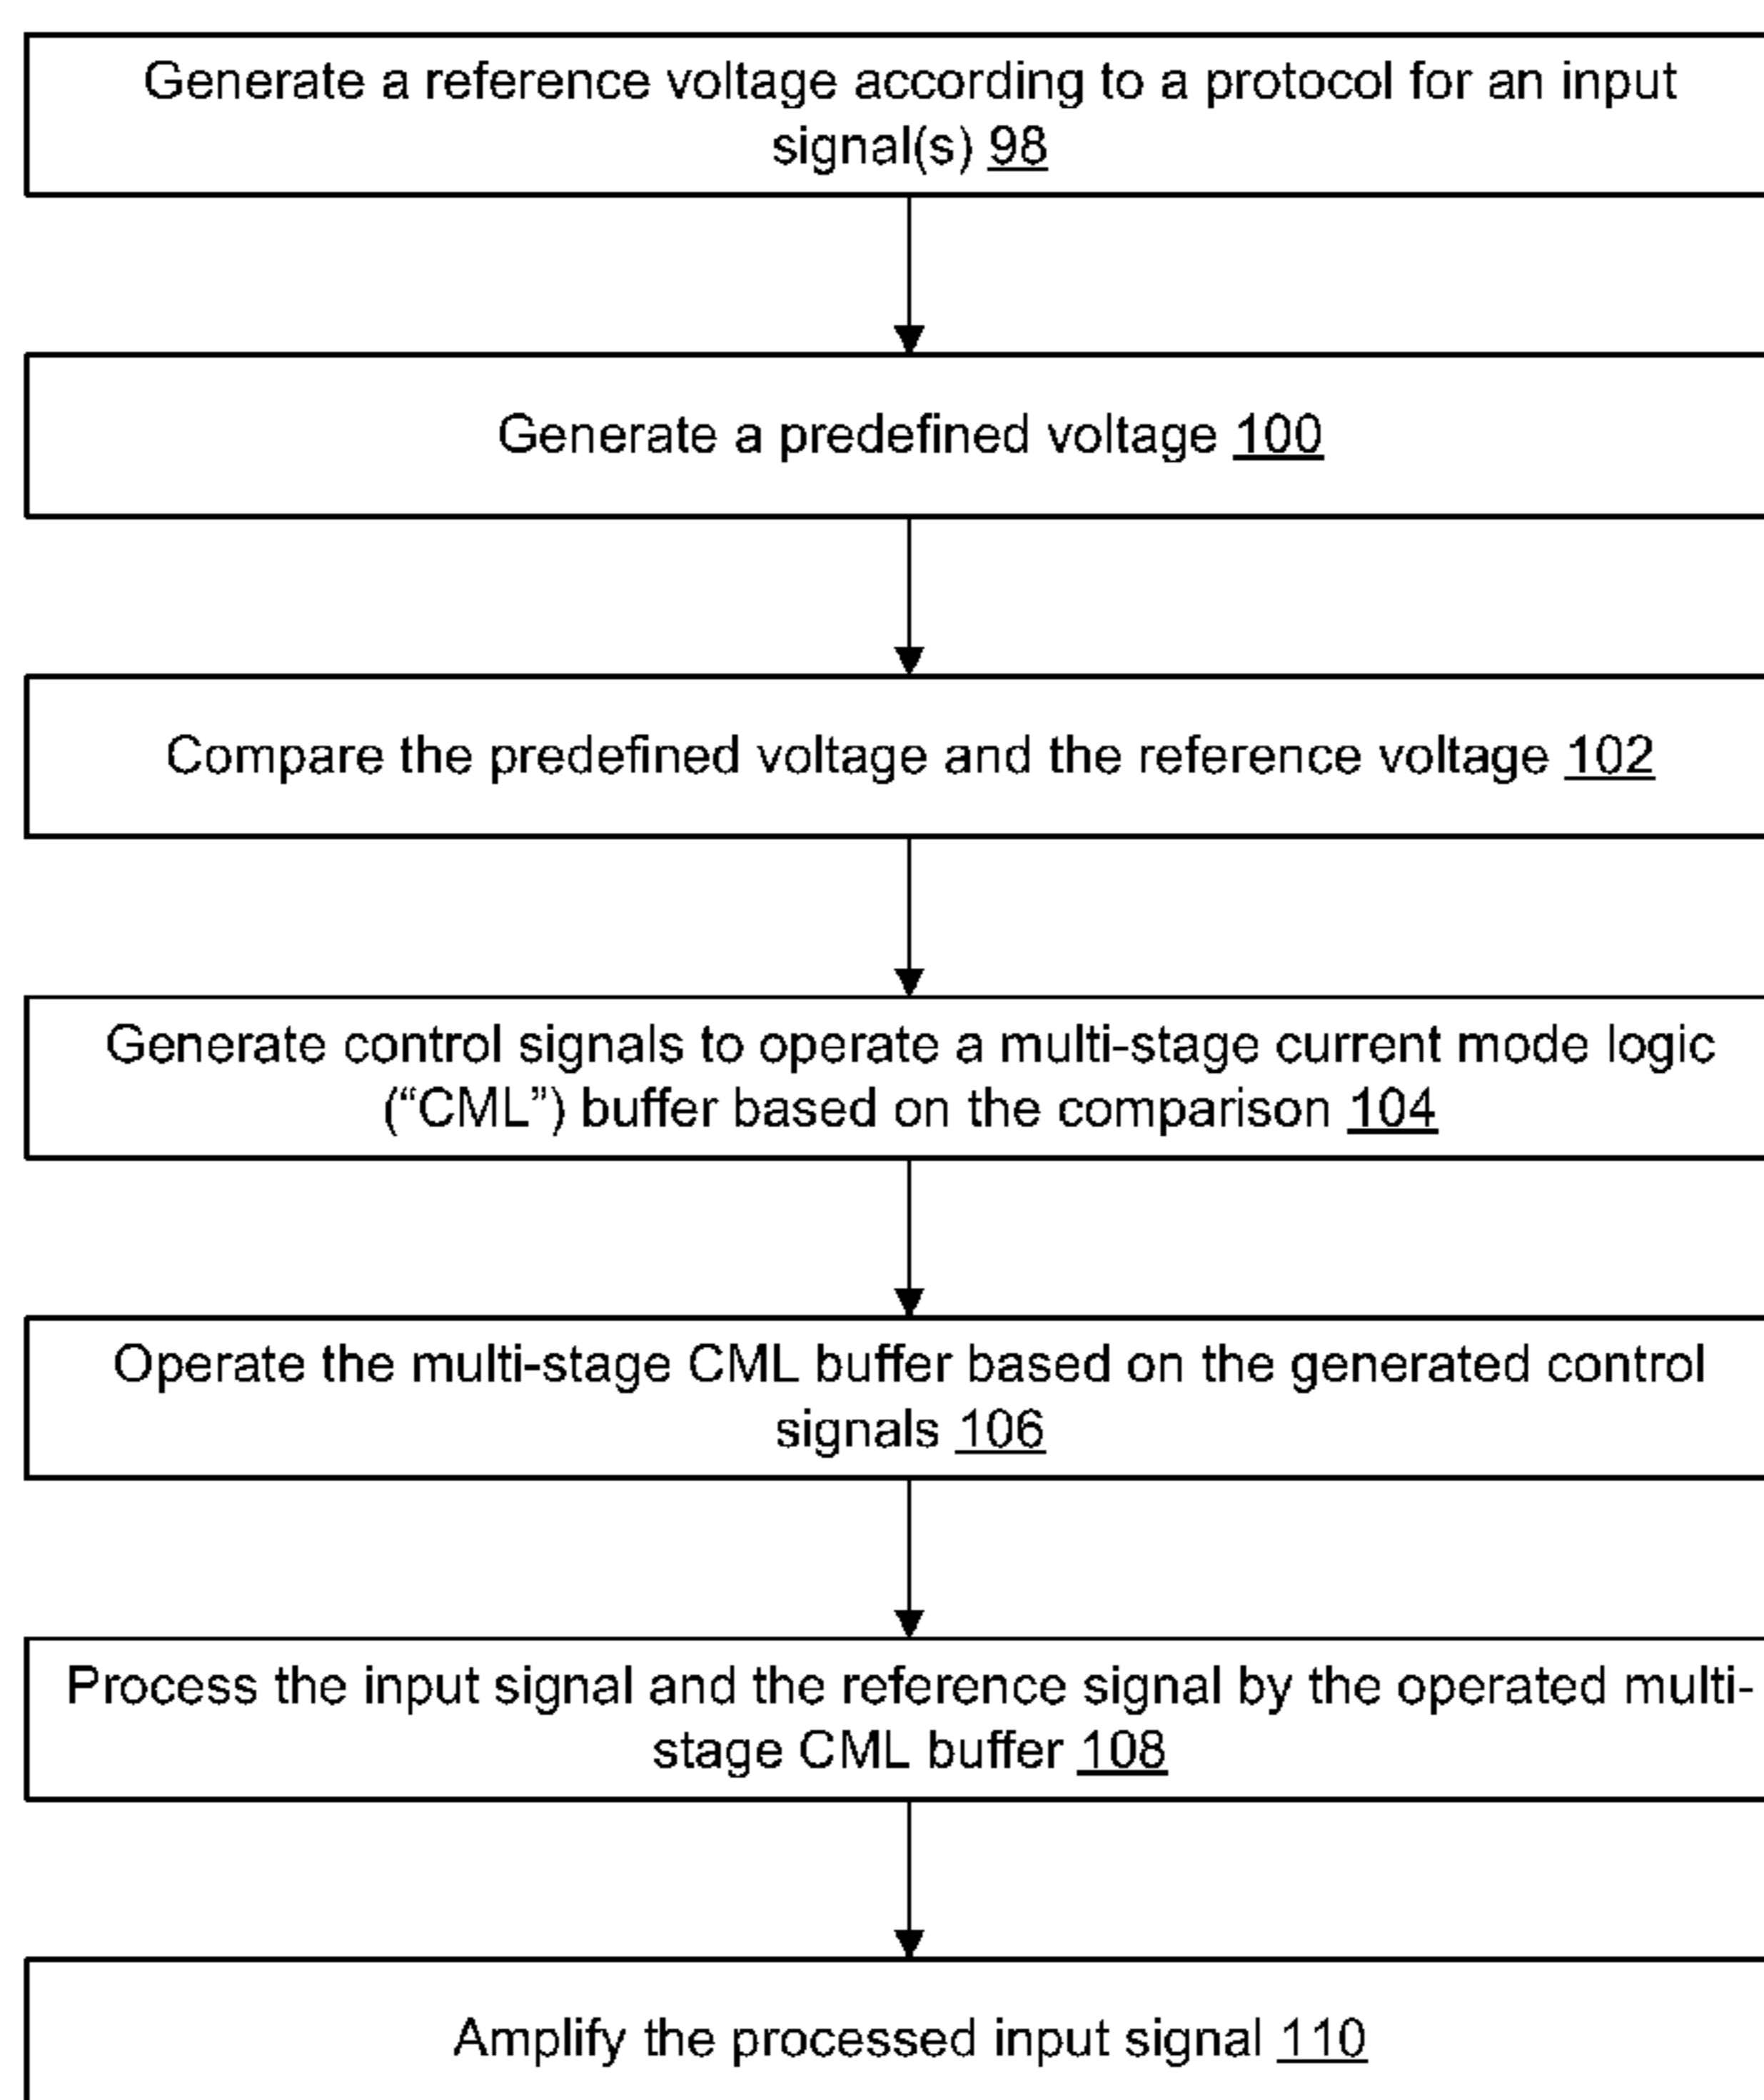 Generate a reference voltage according to a protocol for an input
signal(s) 98
Generate a predefined voltage 100
Compare the predefined voltage and the reference voltage 102
Generate control signals to operate a multi-stage current mode logic
(“CML”) buffer based on the comparison 104
Operate the multi-stage CML buffer based on the generated control
signals 106
Process the input signal and the reference signal by the operated multi-
stage CML buffer 108
Amplify the processed input signal 110